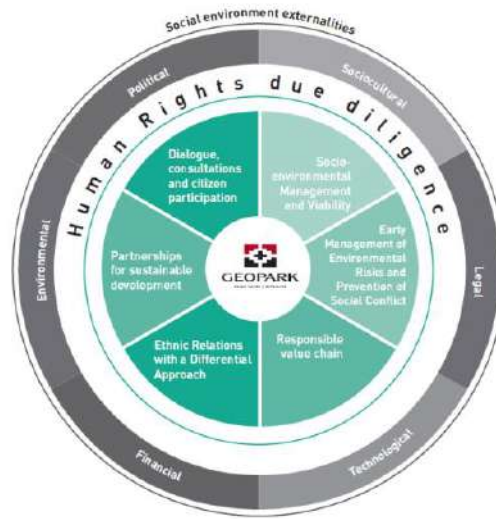 Social environment externalities
Political
Sociocultural
Human Rights due diligence
Dialogue,
consultations
and citizen
participation
Socio-
environmental
Management
and Viability
Environmental
Partnerships
for sustainable
development
GEOPARK
Early
Management of
Environmental
Risks and
Prevention of
Social Conflict
Legal
Ethnic Relations
with a Differential
Approach
Responsible
value chain
Financial
Technological